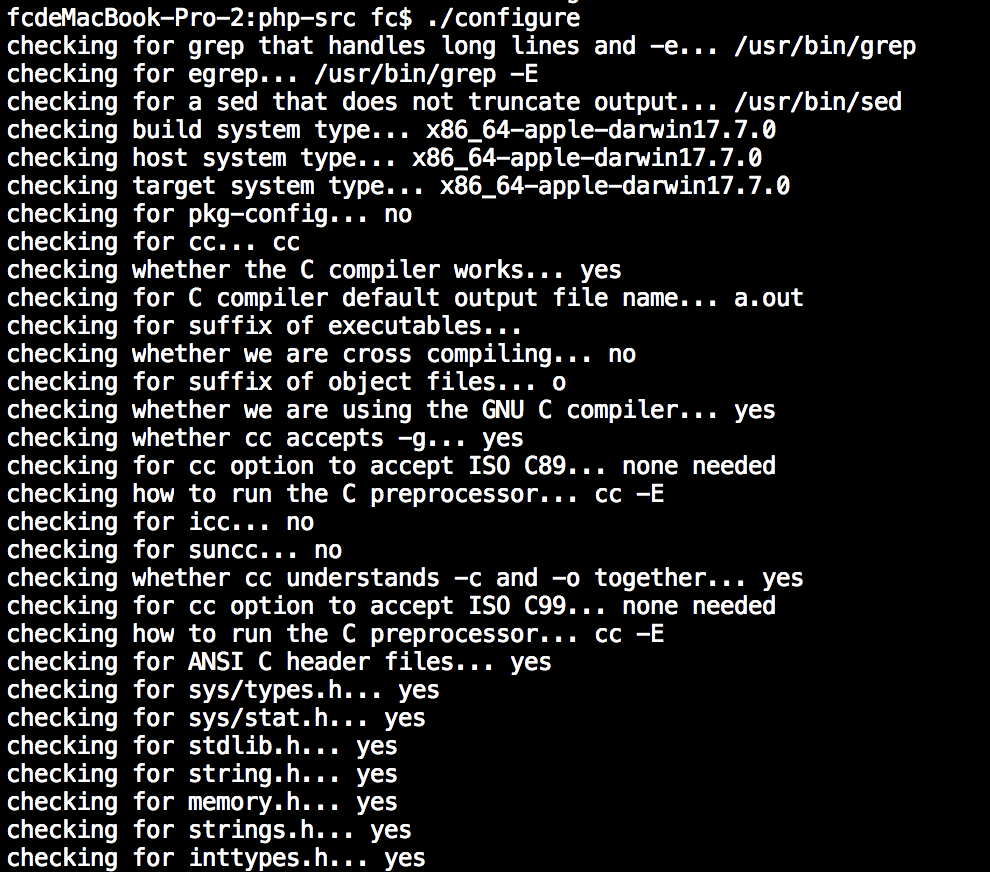 fcdeMacBook-Pro-2:php-src fc$ ./configure
checking for grep that handles long lines and -e... /usr/bin/grep
checking for egrep... /usr/bin/grep -E
checking for a sed that does not truncate output... /usr/bin/sed
checking build system type... x86_64-apple-darwin17.7.0
checking host system type... x86_64-apple-darwin17.7.0
checking target system type... x86_64-apple-darwin17.7.0
checking for pkg-config... no
checking for cc... cc
checking whether the C compiler works... yes
checking for C compiler default output file name... a.out
checking for suffix of executables...
checking whether we are cross compiling... no
checking for suffix of object files... o
checking whether we are using the GNU C compiler... yes
checking whether cc accepts -g... yes
checking for cc option to accept ISO C89... none needed
checking how to run the C preprocessor... cc -E
checking for icc... no
checking for suncc... no
checking whether cc understands -c and -o together... yes
checking for cc option to accept ISO C99... none needed
checking how to run the C preprocessor... cc -E
checking for ANSI C header files... yes
checking for sys/types.h... yes
checking for sys/stat.h... yes
checking for stdlib.h... yes
checking for string.h... yes
checking for memory.h... yes
checking for strings.h... yes
checking for inttypes.h... yes